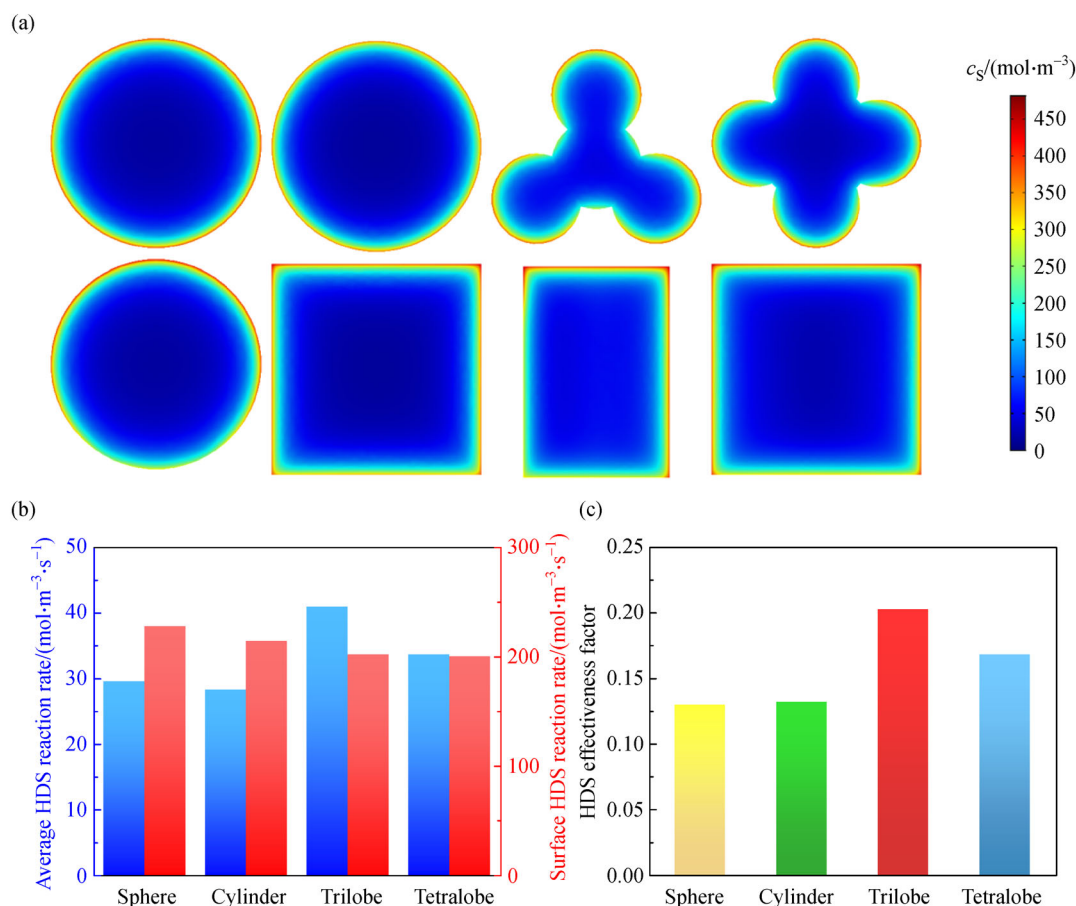 (a)
cS/(mol·m⁻³)
450
400
350
300
250
200
150
100
50
0
(b)
Average HDS reaction rate/(mol·m⁻³·s⁻¹)
50
40
30
20
10
0
Surface HDS reaction rate/(mol·m⁻³·s⁻¹)
300
200
100
0
Sphere Cylinder Trilobe Tetralobe
(c)
HDS effectiveness factor
0.25
0.20
0.15
0.10
0.05
0.00
Sphere Cylinder Trilobe Tetralobe